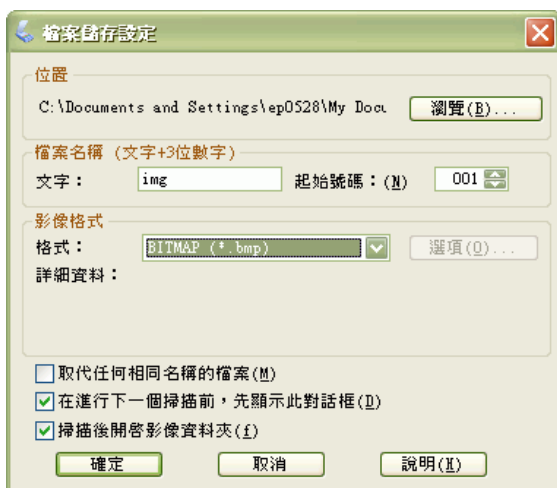 檔案儲存設定
位置
C:\Documents and Settings\ep0528\My Docu 瀏覽(B)...
檔案名稱 (文字+3位數字)
文字： img 起始號碼：(N) 001
影像格式
格式： BITMAP (*.bmp) 選項(O)...
詳細資料：
取代任何相同名稱的檔案(M)
在進行下一個掃描前，先顯示此對話框(D)
掃描後開啓影像資料夾(f)
確定 取消 說明(H)